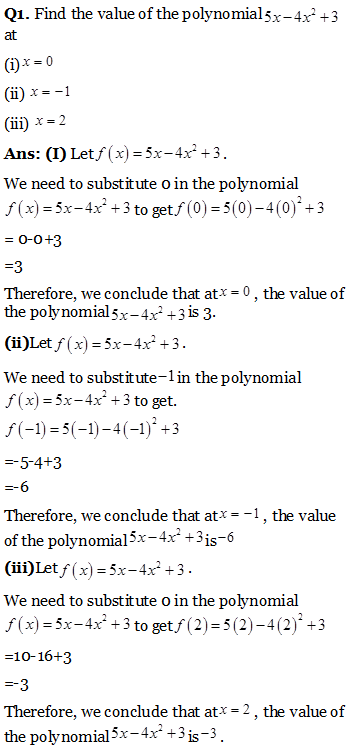 Q1. Find the value of the polynomial 5x−4x²+3
at
(i) x = 0
(ii) x = −1
(iii) x = 2
Ans: (I) Let f(x) = 5x−4x²+3.
We need to substitute 0 in the polynomial
f(x) = 5x−4x²+3 to get f(0) = 5(0)−4(0)²+3
= 0-0+3
=3
Therefore, we conclude that at x = 0, the value of
the polynomial 5x−4x²+3 is 3.
(ii)Let f(x) = 5x−4x²+3.
We need to substitute −1 in the polynomial
f(x) = 5x−4x²+3 to get.
f(−1) = 5(−1)−4(−1)²+3
=-5-4+3
=-6
Therefore, we conclude that at x = −1, the value
of the polynomial 5x−4x²+3 is −6
(iii)Let f(x) = 5x−4x²+3.
We need to substitute 0 in the polynomial
f(x) = 5x−4x²+3 to get f(2) = 5(2)−4(2)²+3
=10-16+3
=-3
Therefore, we conclude that at x = 2, the value of
the polynomial 5x−4x²+3 is −3.